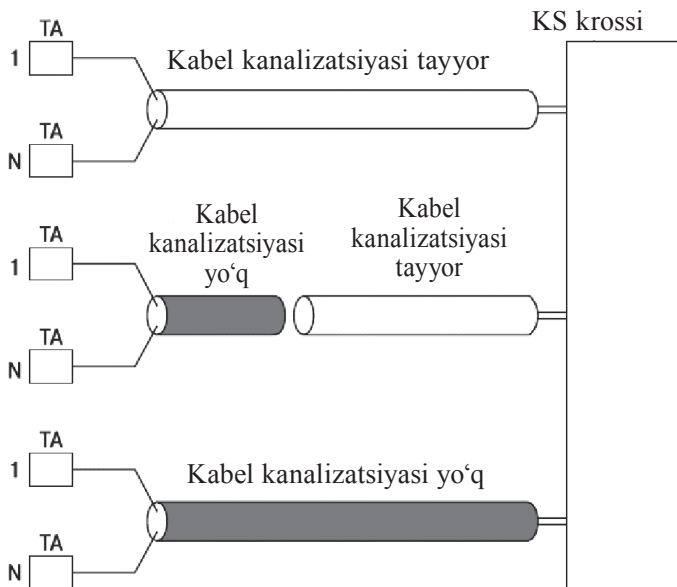 KS krossi
TA
1
Kabel kanalizatsiyasi tayyor
TA
N
Kabel
kanalizatsiyasi
yo‘q
Kabel
kanalizatsiyasi
tayyor
TA
1
TA
N
TA
1
Kabel kanalizatsiyasi yo‘q
TA
N